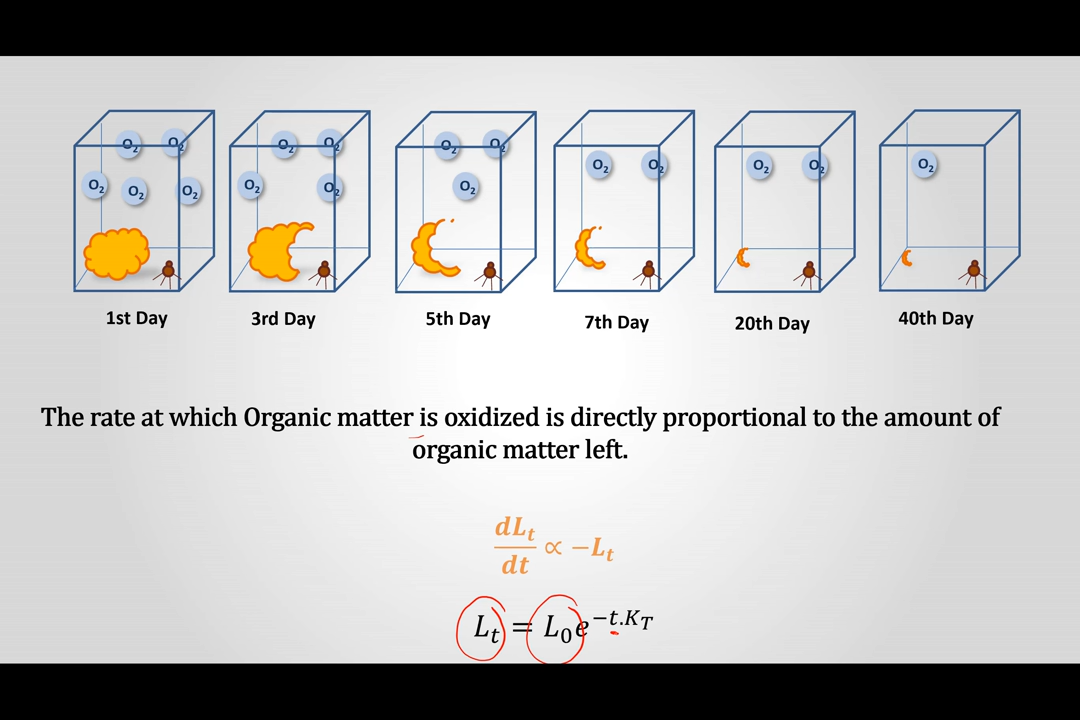 O2 O2 O2 O2 O2
O2 O2 O2 O2
O2 O2 O2
O2 O2
O2 O2
O2
1st Day
3rd Day
5th Day
7th Day
20th Day
40th Day
The rate at which Organic matter is oxidized is directly proportional to the amount of
organic matter left.
dLt/dt ∝ −Lt
Lt = L0e^−t.KT